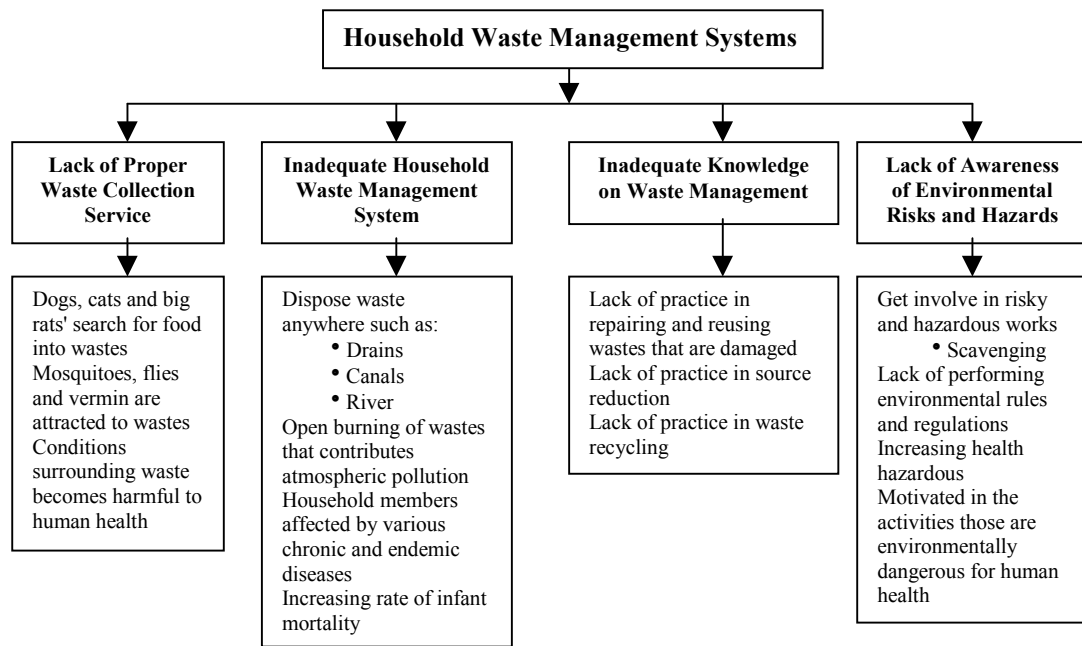 Household Waste Management Systems
Lack of Proper
Waste Collection
Service
Inadequate Household
Waste Management
System
Inadequate Knowledge
on Waste Management
Lack of Awareness
of Environmental
Risks and Hazards
Dogs, cats and big
rats' search for food
into wastes
Mosquitoes, flies
and vermin are
attracted to wastes
Conditions
surrounding waste
becomes harmful to
human health
Dispose waste
anywhere such as:
• Drains
• Canals
• River
Open burning of wastes
that contributes
atmospheric pollution
Household members
affected by various
chronic and endemic
diseases
Increasing rate of infant
mortality
Lack of practice in
repairing and reusing
wastes that are damaged
Lack of practice in source
reduction
Lack of practice in waste
recycling
Get involve in risky
and hazardous works
• Scavenging
Lack of performing
environmental rules
and regulations
Increasing health
hazardous
Motivated in the
activities those are
environmentally
dangerous for human
health